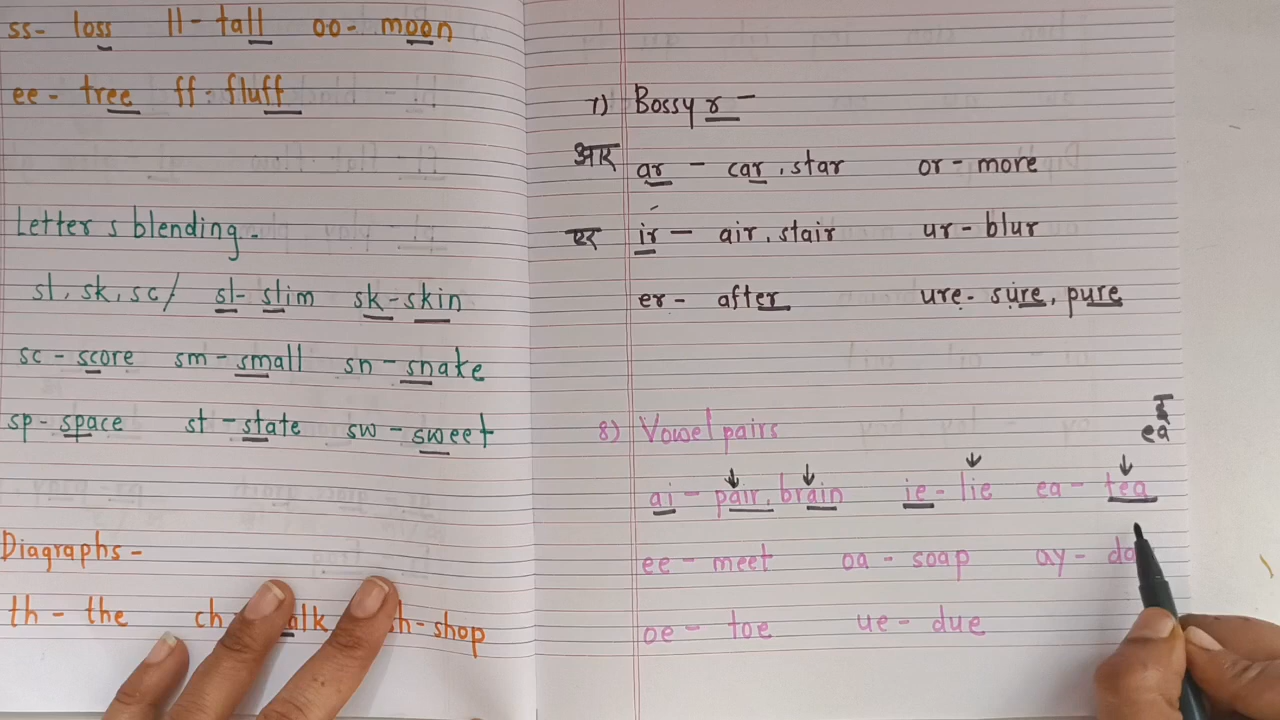 ss- loss ll- tall oo- moon
ee - tree ff - fluff
Letter s blending -
sl, sk, sc/ sl- slim sk- skin
sc - score sm - small sn - snake
sp- space st - state sw - sweet
Diagraphs -
th - the ch alk h - shop
7) Bossy r -
आर ar - car, star or - more
एर ir - air, stair ur - blur
er - after ure - sure, pure
8) Vowel pairs
ea
ai - pair, brain ie - lie ea - tea
ee - meet oa - soap ay - da
oe - toe ue - due